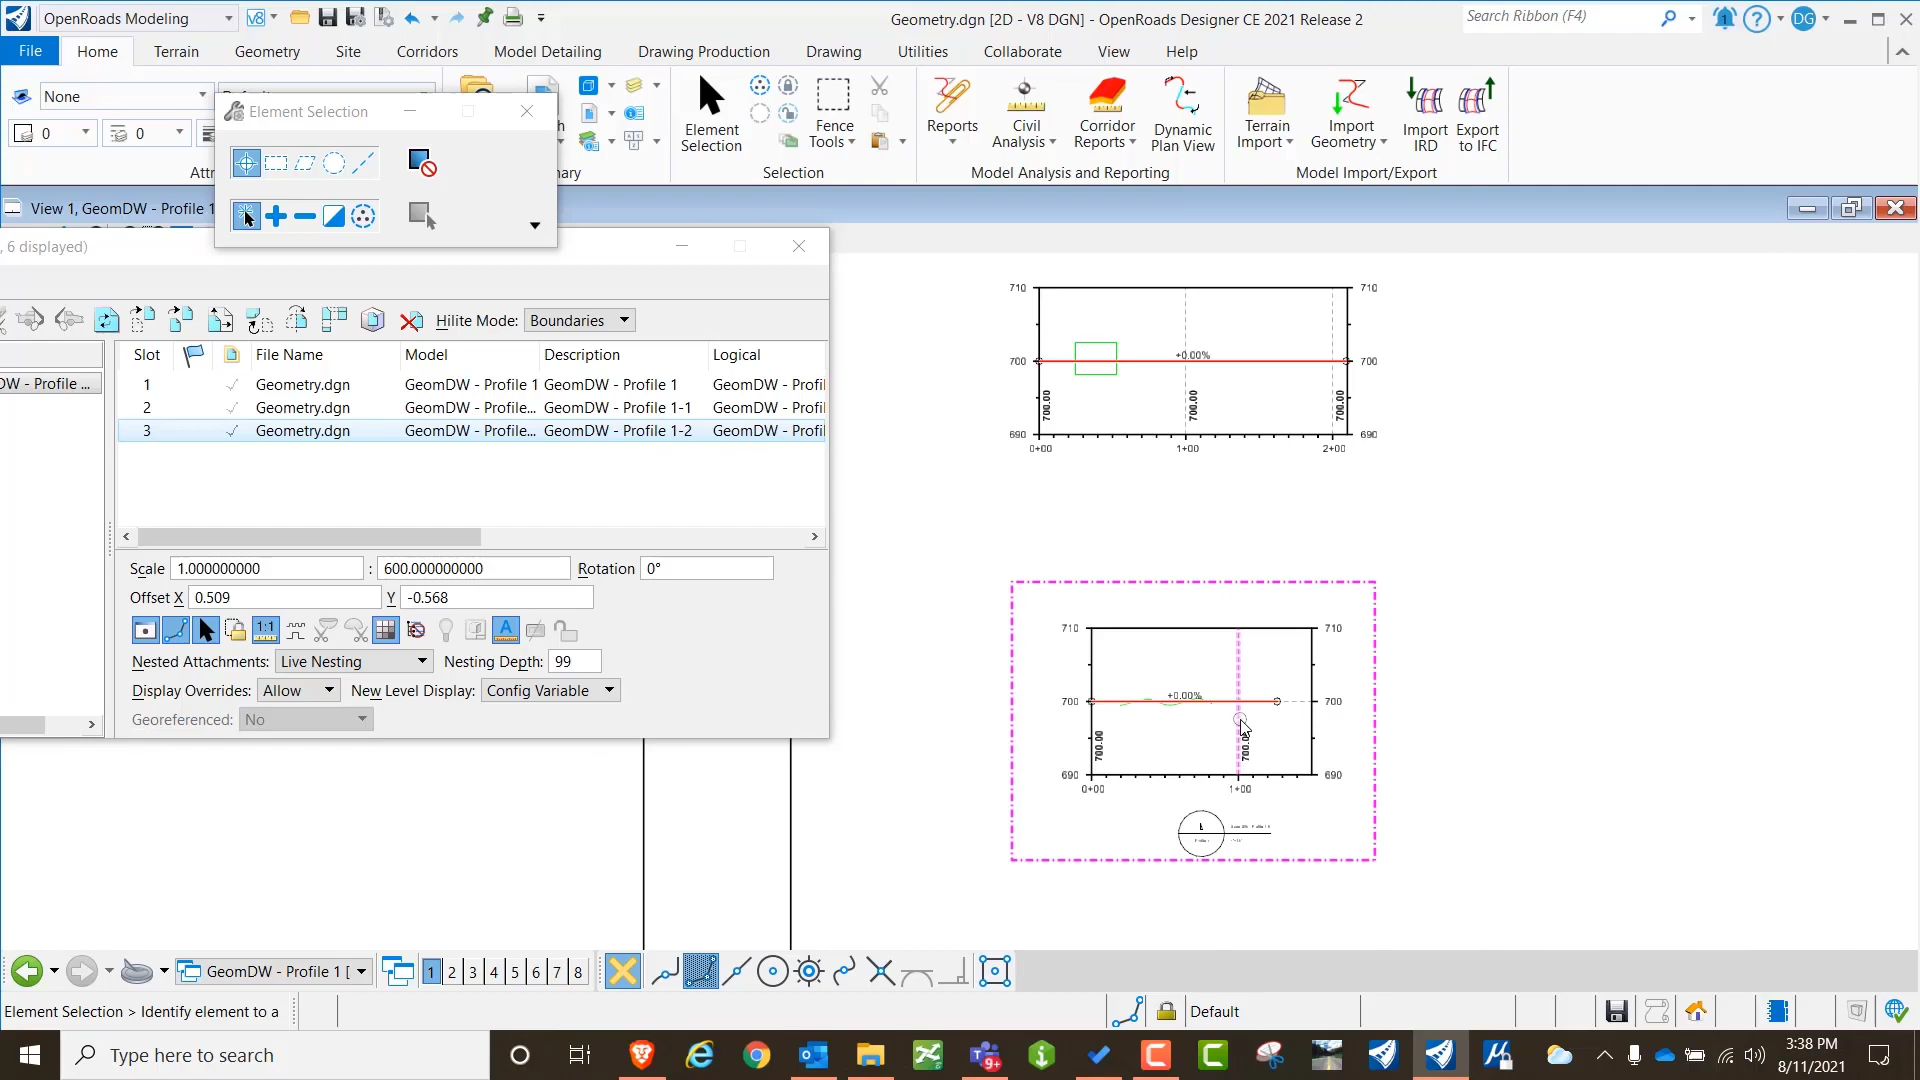 OpenRoads Modeling
Geometry.dgn [2D - V8 DGN] - OpenRoads Designer CE 2021 Release 2
Search Ribbon (F4)
DG
File Home Terrain Geometry Site Corridors Model Detailing Drawing Production Drawing Utilities Collaborate View Help
None
0 0
Element Selection
Element
Selection
Fence
Tools
Reports
Civil
Analysis
Corridor
Reports
Dynamic
Plan View
Terrain
Import
Import
Geometry
Import
IRD
Export
to IFC
Selection
Model Analysis and Reporting
Model Import/Export
View 1, GeomDW - Profile 1
, 6 displayed)
Hilite Mode: Boundaries
Slot File Name Model Description Logical
DW - Profile ...
1 Geometry.dgn GeomDW - Profile 1 GeomDW - Profile 1 GeomDW - Profil
2 Geometry.dgn GeomDW - Profile... GeomDW - Profile 1-1 GeomDW - Profil
3 Geometry.dgn GeomDW - Profile... GeomDW - Profile 1-2 GeomDW - Profil
Scale 1.000000000 : 600.000000000 Rotation 0°
Offset X 0.509 Y -0.568
1:1
A
Nested Attachments: Live Nesting Nesting Depth: 99
Display Overrides: Allow New Level Display: Config Variable
Georeferenced: No
710 710
700 +0.00% 700
700.00 700.00 700.00
690 690
0+00 1+00 2+00
710 710
700 +0.00% 700
700.00 700.00
690 690
0+00 1+00
GeomDW - Profile 1 [
1 2 3 4 5 6 7 8
Element Selection > Identify element to a
Default
Type here to search
9+
3:38 PM
8/11/2021